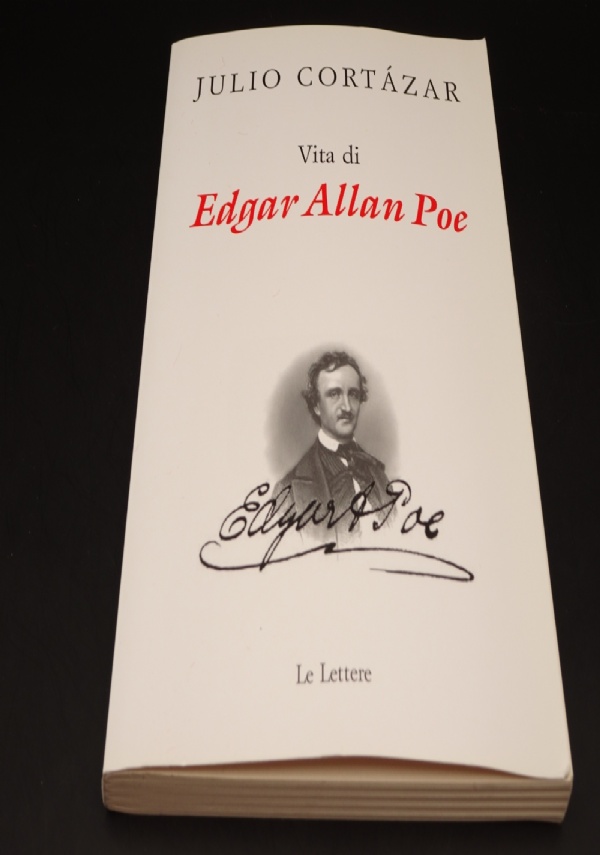 JULIO CORTÁZAR
Vita di
Edgar Allan Poe
Edgar A Poe
Le Lettere